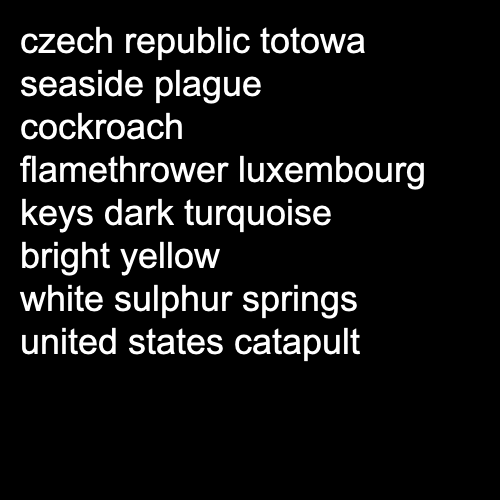 czech republic totowa
seaside plague
cockroach
flamethrower luxembourg
keys dark turquoise
bright yellow
white sulphur springs
united states catapult